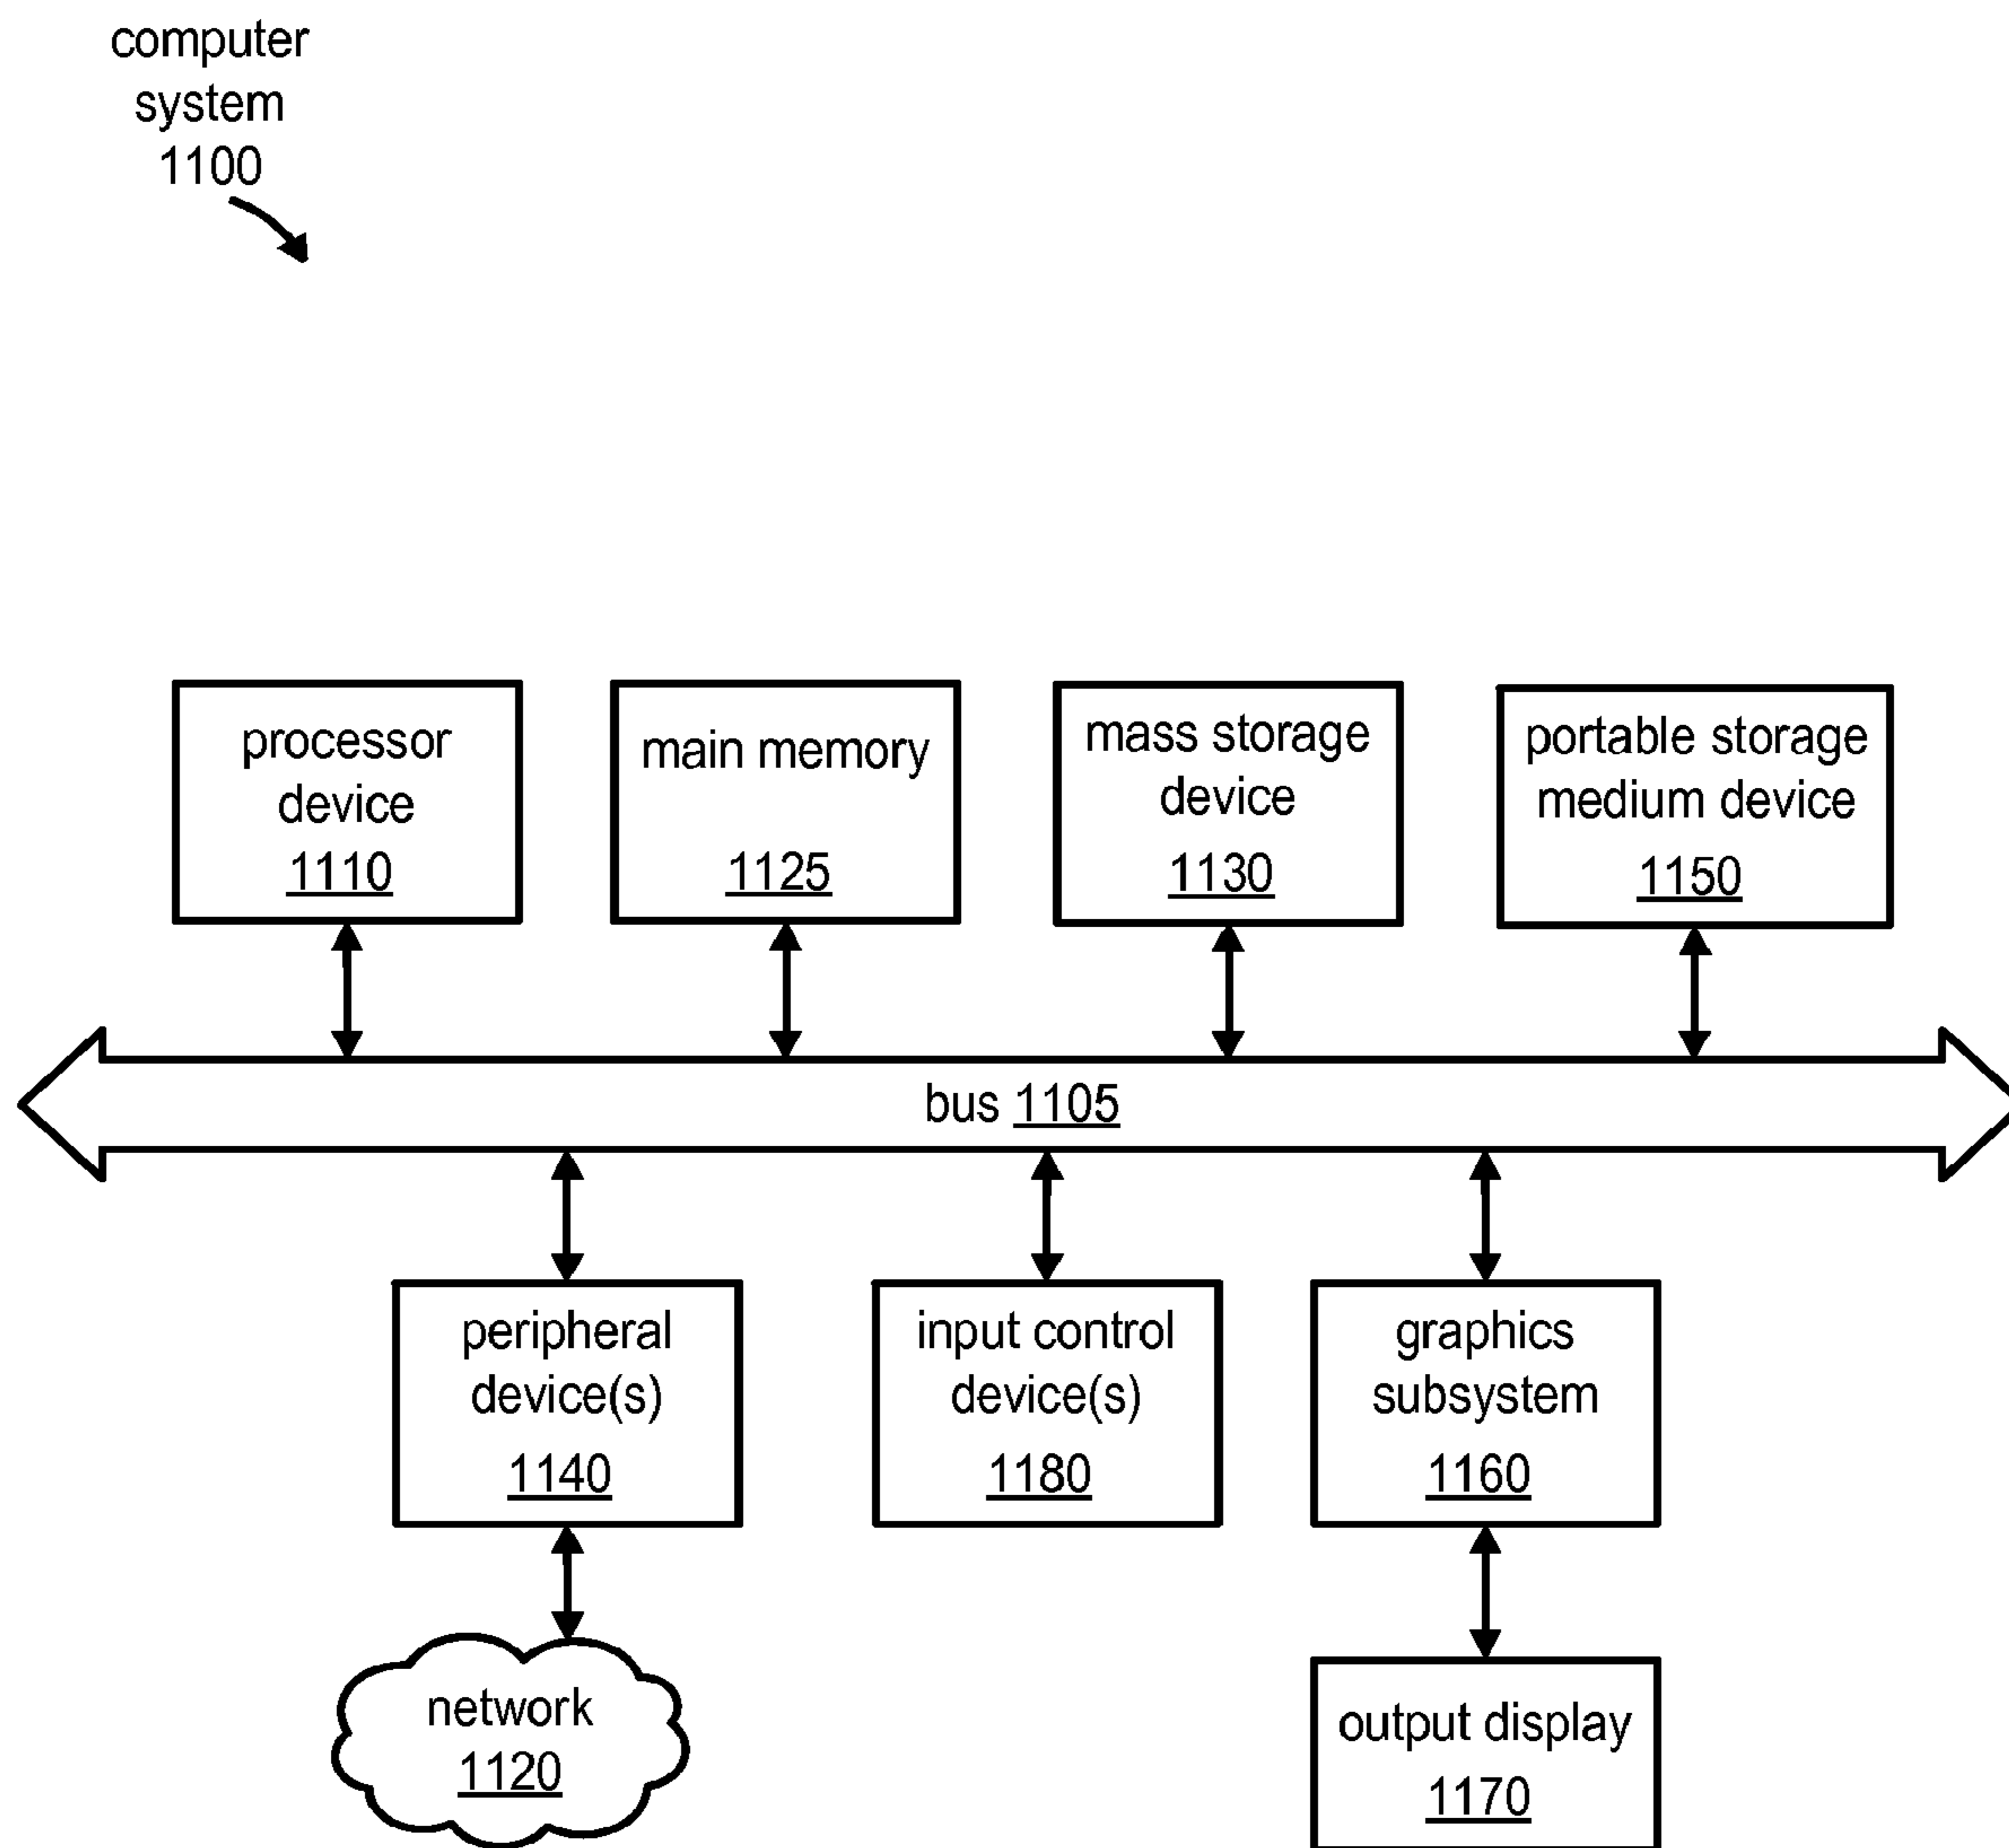 computer
system
1100
processor
device
1110
main memory
1125
mass storage
device
1130
portable storage
medium device
1150
bus 1105
peripheral
device(s)
1140
input control
device(s)
1180
graphics
subsystem
1160
network
1120
output display
1170